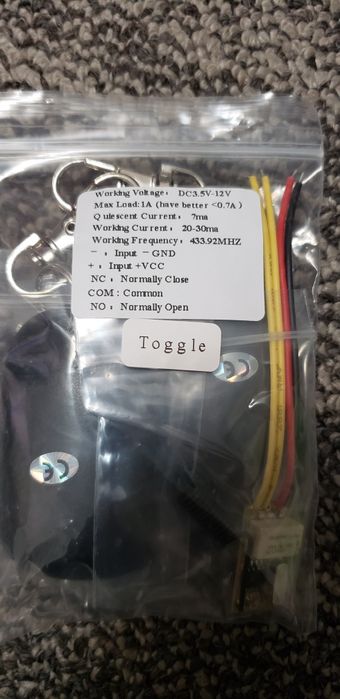 Working Voltage： DC3.5V-12V
Max Load:1A (have better <0.7A )
Quiescent Current： 7ma
Working Current： 20-30ma
Working Frequency：433.92MHZ
－ ：Input －GND
+ ：Input +VCC
NC ：Normally Close
COM : Common
NO ：Normally Open
Toggle